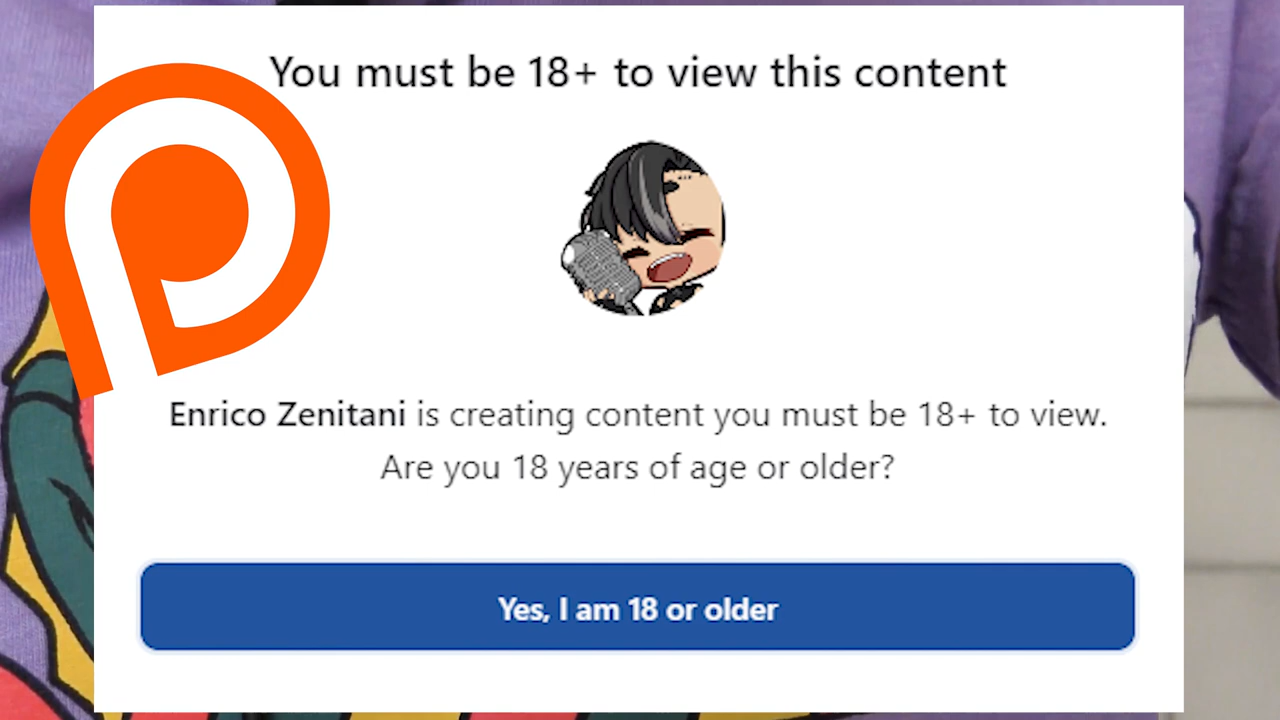 You must be 18+ to view this content
Enrico Zenitani is creating content you must be 18+ to view.
Are you 18 years of age or older?
Yes, I am 18 or older